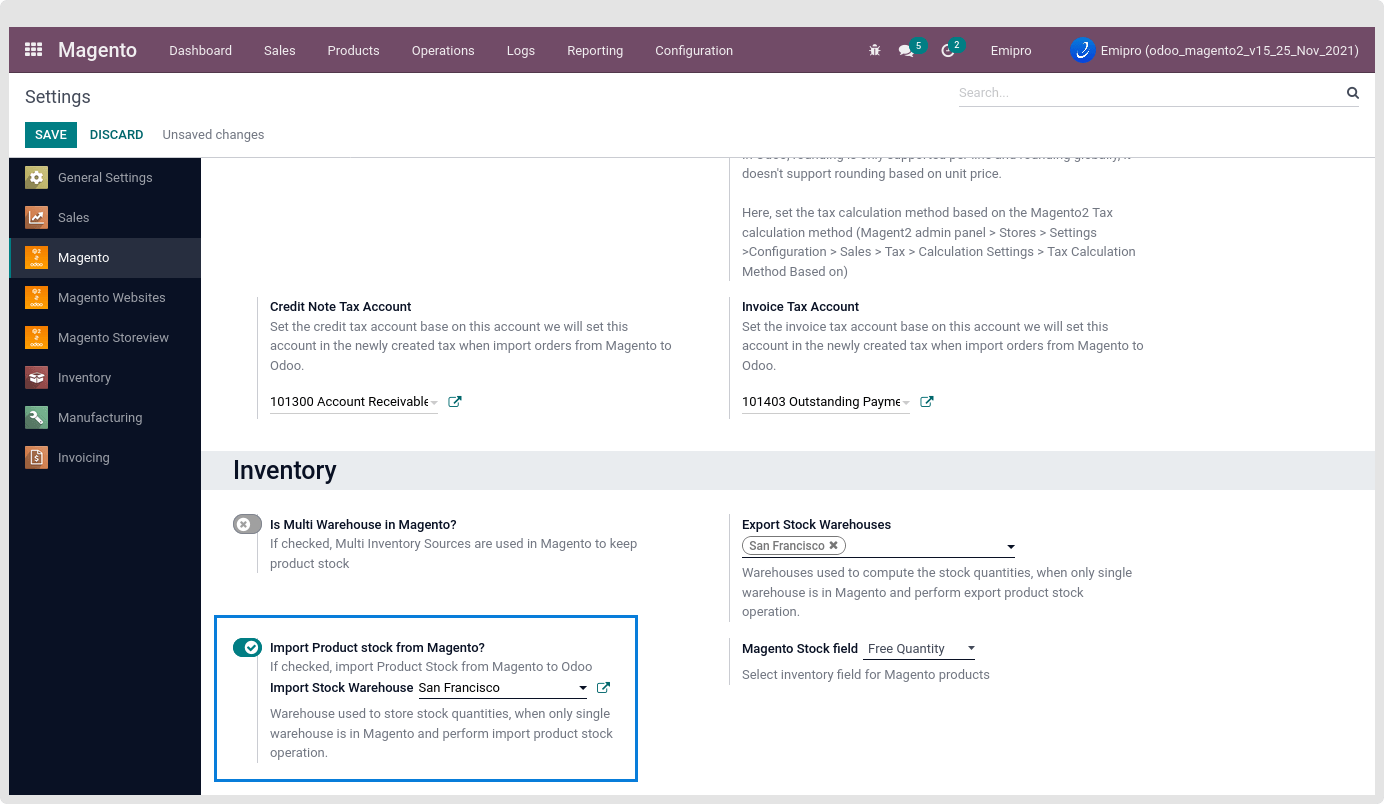 Magento Dashboard Sales Products Operations Logs Reporting Configuration 5 2 Emipro Emipro (odoo_magento2_v15_25_Nov_2021)
Settings
Search...
SAVE DISCARD Unsaved changes
General Settings
Sales
Magento
Magento Websites
Magento Storeview
Inventory
Manufacturing
Invoicing
doesn't support rounding based on unit price.
Here, set the tax calculation method based on the Magento2 Tax
calculation method (Magent2 admin panel > Stores > Settings
>Configuration > Sales > Tax > Calculation Settings > Tax Calculation
Method Based on)
Credit Note Tax Account
Set the credit tax account base on this account we will set this
account in the newly created tax when import orders from Magento to
Odoo.
101300 Account Receivable
Invoice Tax Account
Set the invoice tax account base on this account we will set this
account in the newly created tax when import orders from Magento to
Odoo.
101403 Outstanding Payme
Inventory
Is Multi Warehouse in Magento?
If checked, Multi Inventory Sources are used in Magento to keep
product stock
Export Stock Warehouses
San Francisco
Warehouses used to compute the stock quantities, when only single
warehouse is in Magento and perform export product stock
operation.
Import Product stock from Magento?
If checked, import Product Stock from Magento to Odoo
Import Stock Warehouse San Francisco
Warehouse used to store stock quantities, when only single
warehouse is in Magento and perform import product stock
operation.
Magento Stock field Free Quantity
Select inventory field for Magento products